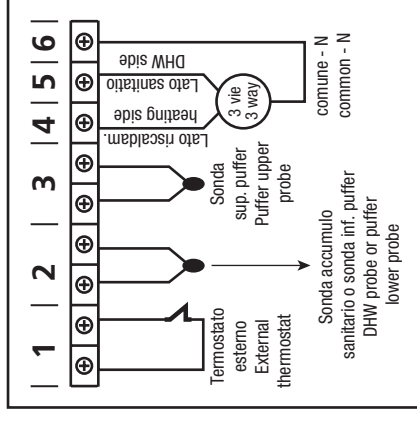 1
2
3
4
5
6
Termostato
esterno
External
thermostat
Sonda accumulo
sanitario o sonda inf. puffer
DHW probe or puffer
lower probe
Sonda
sup. puffer
Puffer upper
probe
Lato riscaldam.
heating side
Lato sanitatio
DHW side
3 vie
3 way
comune - N
common - N